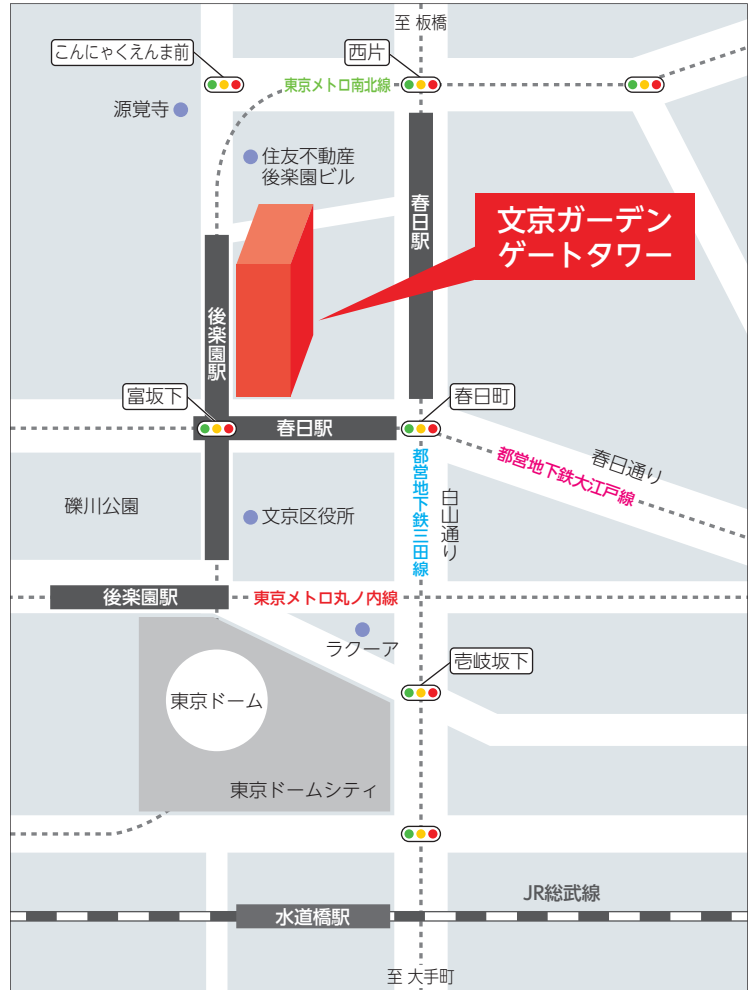 至 板橋
こんにゃくえんま前
西片
東京メトロ南北線
源覚寺
住友不動産
後楽園ビル
春日駅
文京ガーデン
ゲートタワー
後楽園駅
富坂下
春日駅
春日町
春日通り
都営地下鉄大江戸線
都営地下鉄三田線
白山通り
礫川公園
文京区役所
後楽園駅
東京メトロ丸ノ内線
ラクーア
壱岐坂下
東京ドーム
東京ドームシティ
JR総武線
水道橋駅
至 大手町